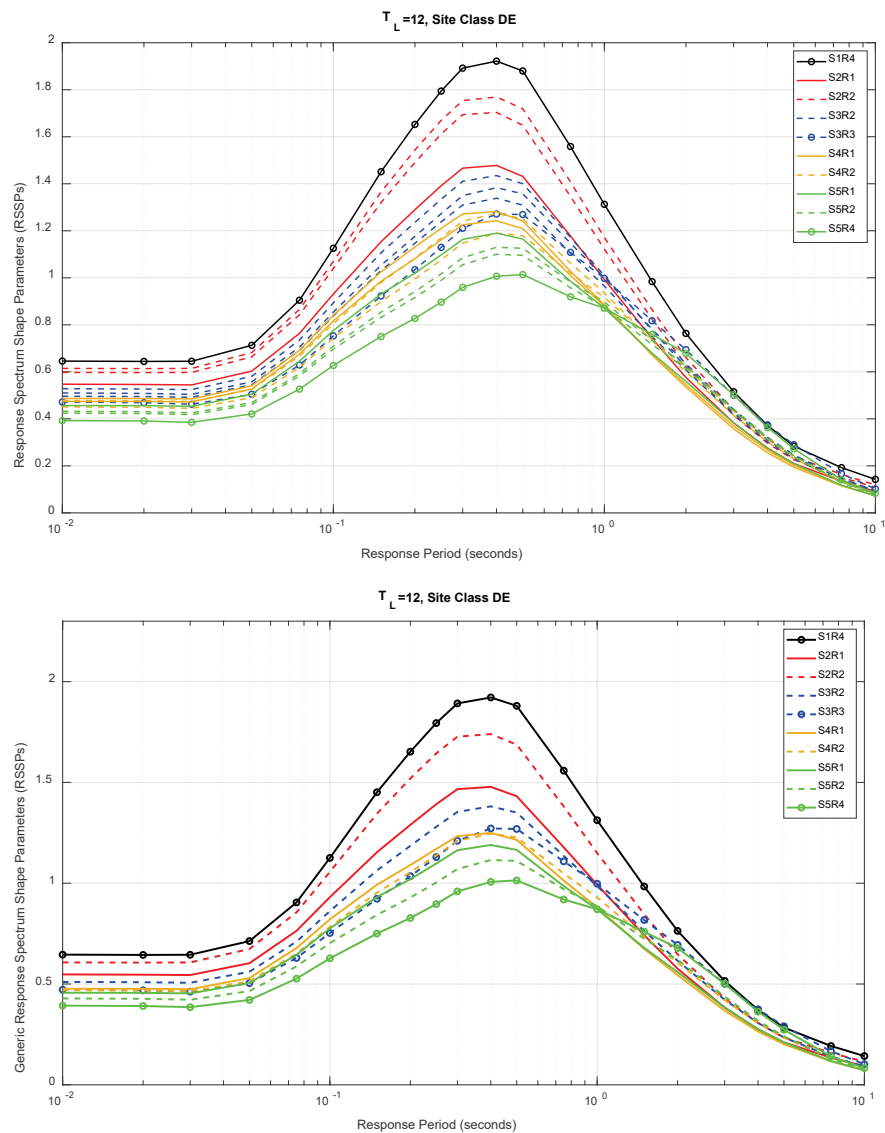 T L =12, Site Class DE
Response Spectrum Shape Parameters (RSSPs)
2
1.8
1.6
1.4
1.2
1
0.8
0.6
0.4
0.2
0
S1R4
S2R1
S2R2
S3R2
S3R3
S4R1
S4R2
S5R1
S5R2
S5R4
10-2 10-1 100 101
Response Period (seconds)
T L =12, Site Class DE
Generic Response Spectrum Shape Parameters (RSSPs)
2
1.5
1
0.5
0
S1R4
S2R1
S2R2
S3R2
S3R3
S4R1
S4R2
S5R1
S5R2
S5R4
10-2 10-1 100 101
Response Period (seconds)